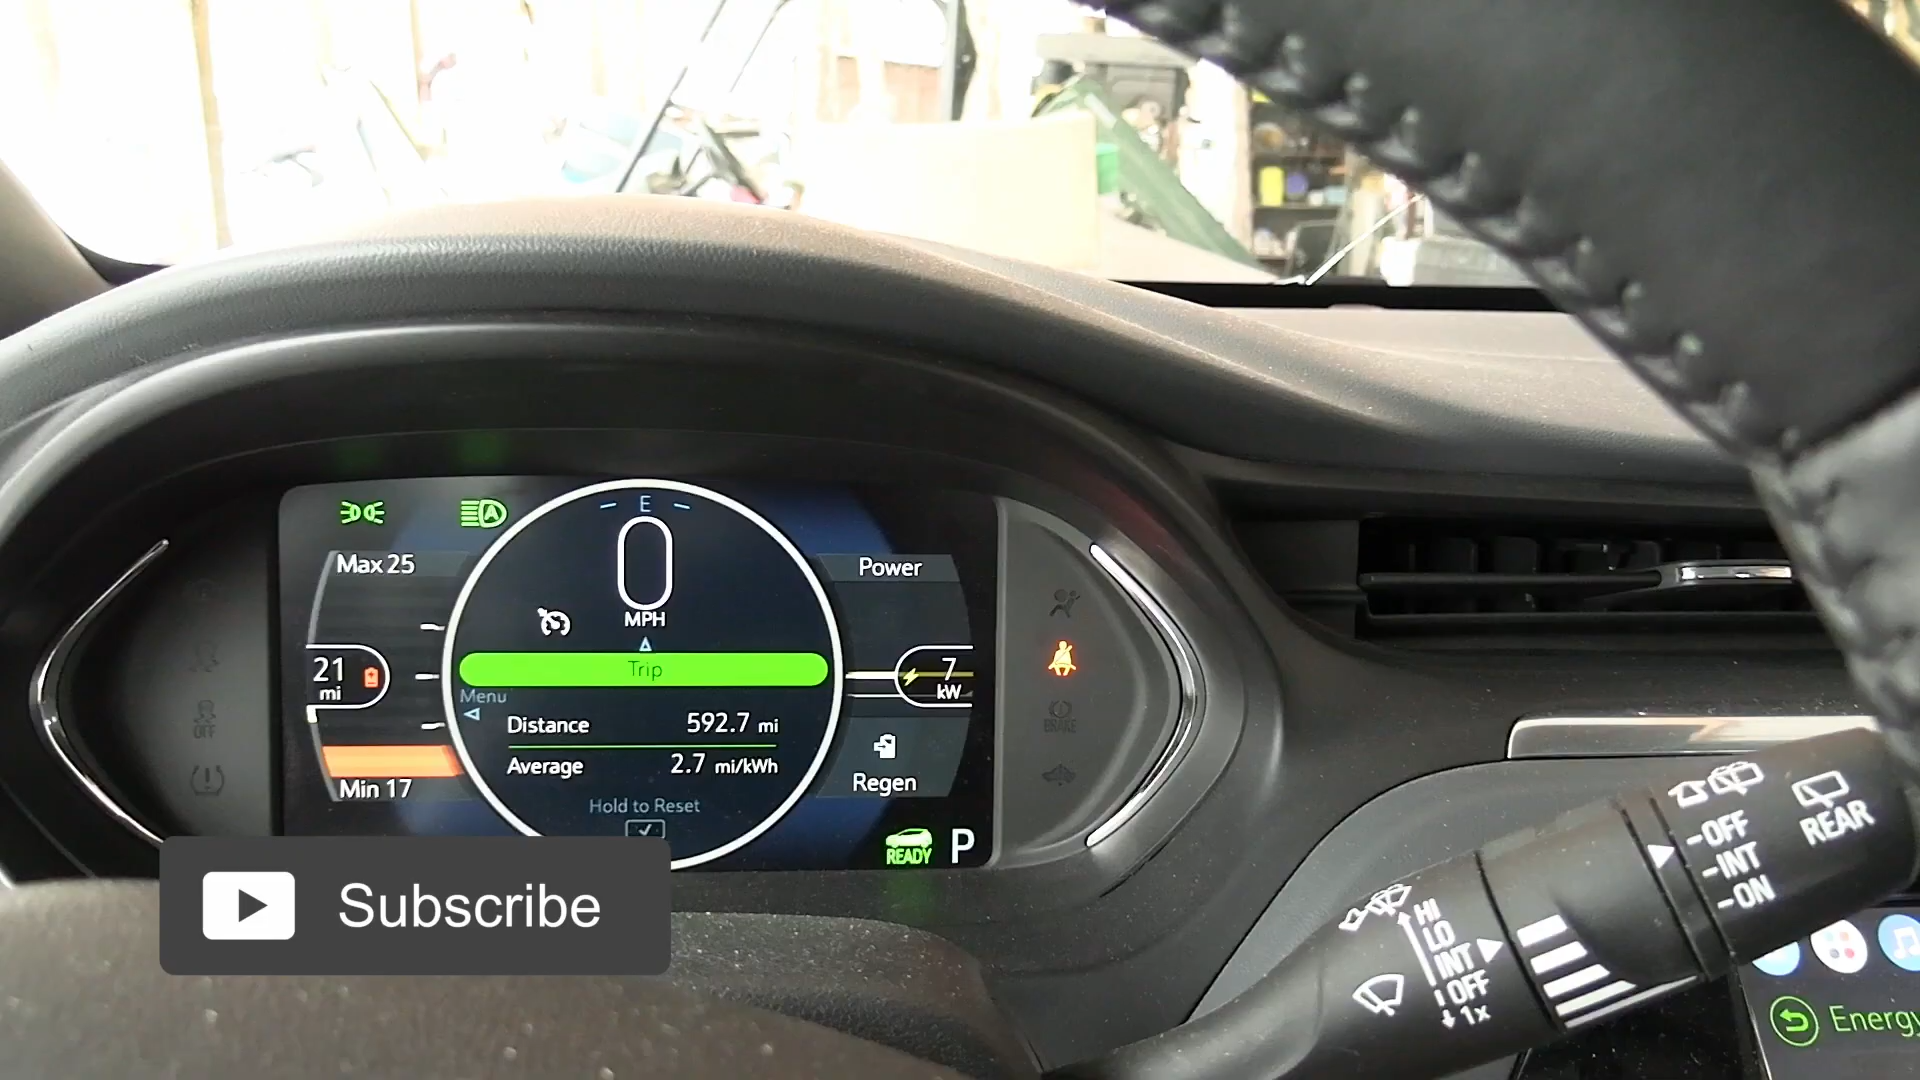 E
0
MPH
Max 25
Power
21
mi
7
kW
Trip
Menu
Distance 592.7 mi
Average 2.7 mi/kWh
Min 17
Regen
Hold to Reset
READY P
OFF
BRAKE
Subscribe
HI
LO
INT
OFF
1x
-OFF
-INT
-ON
REAR
Energy